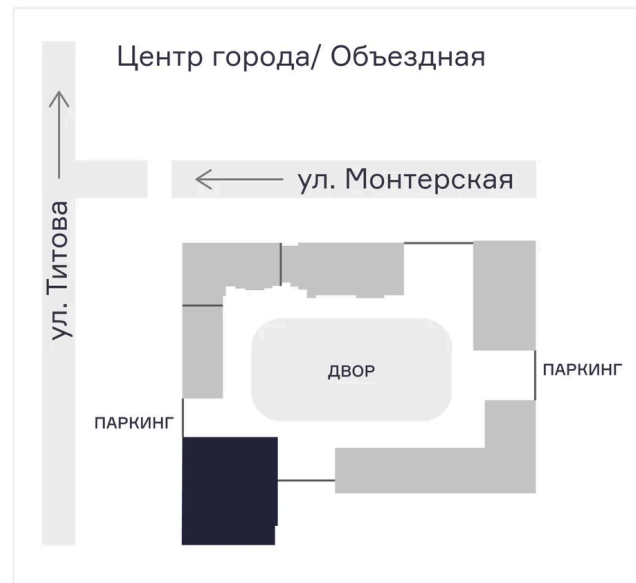 Центр города/ Объездная
ул. Монтерская
ул. Титова
ДВОР
ПАРКИНГ
ПАРКИНГ